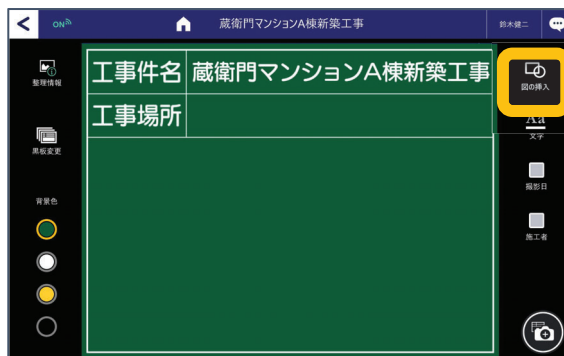 ON
蔵衛門マンションA棟新築工事
鈴木健二
整理情報
黒板変更
背景色
工事件名 蔵衛門マンションA棟新築工事
工事場所
図の挿入
Aa
文字
撮影日
施工者